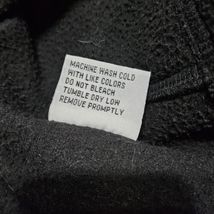 MACHINE WASH COLD
WITH LIKE COLORS
DO NOT BLEACH
TUMBLE DRY LOW
REMOVE PROMPTLY